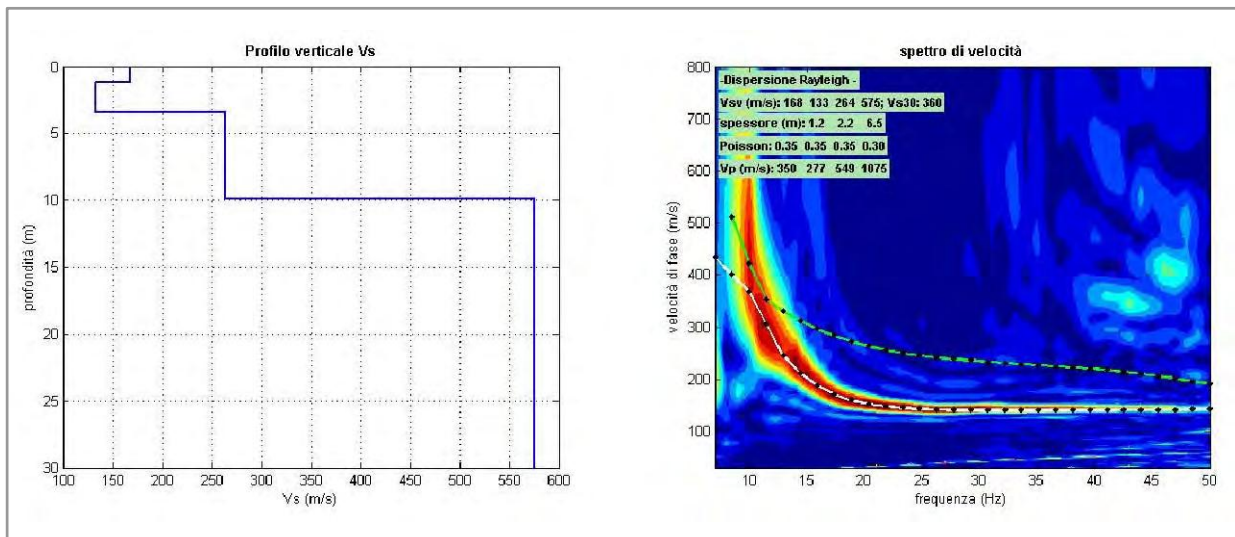 Profilo verticale Vs
0
5
10
15
20
25
30
profondità (m)
100 150 200 250 300 350 400 450 500 550 600
Vs (m/s)
spettro di velocità
-Dispersione Rayleigh -
Vsv (m/s): 168 133 264 575; Vs30: 360
spessore (m): 1.2 2.2 6.5
Poisson: 0.35 0.35 0.35 0.30
Vp (m/s): 350 277 549 1075
800
700
600
500
400
300
200
100
velocità di fase (m/s)
10 15 20 25 30 35 40 45 50
frequenza (Hz)